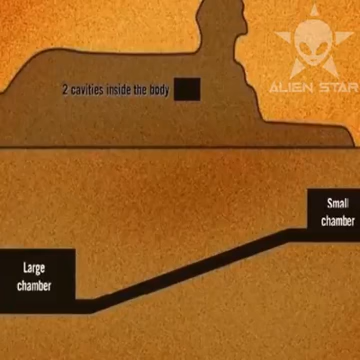 ALIEN STAR
2 cavities inside the body
Small
chamber
Large
chamber